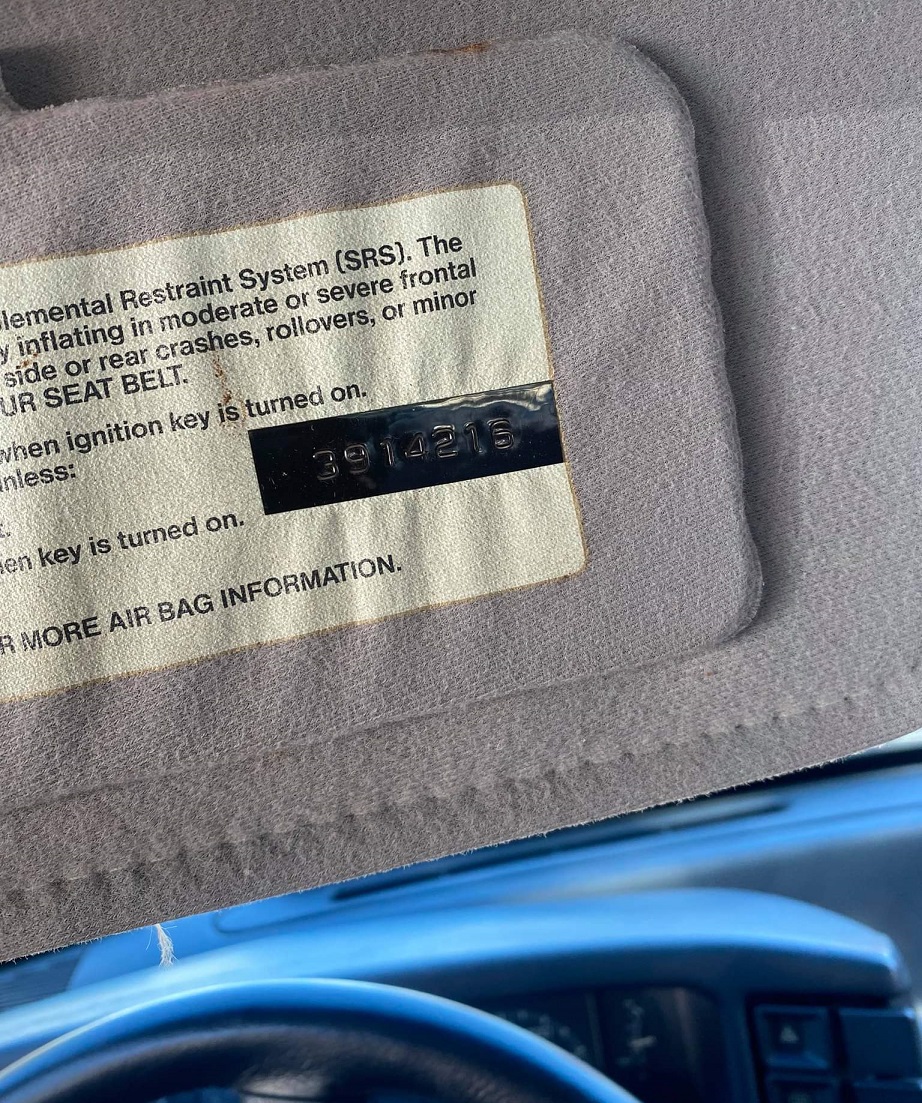 lemental Restraint System (SRS). The
y inflating in moderate or severe frontal
side or rear crashes, rollovers, or minor
UR SEAT BELT.
when ignition key is turned on.
nless:
3914216
en key is turned on.
R MORE AIR BAG INFORMATION.